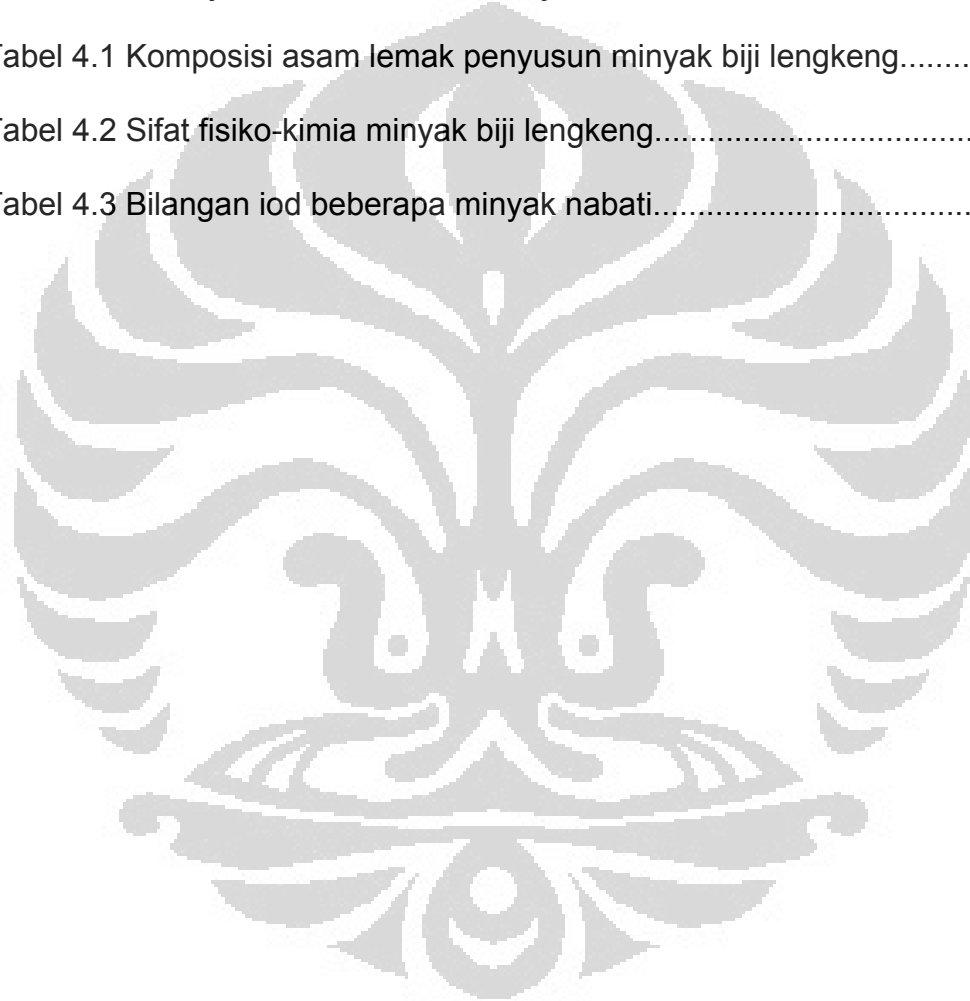 Tabel 4.1 Komposisi asam lemak penyusun minyak biji lengkeng........
Tabel 4.2 Sifat fisiko-kimia minyak biji lengkeng...................................
Tabel 4.3 Bilangan iod beberapa minyak nabati...................................